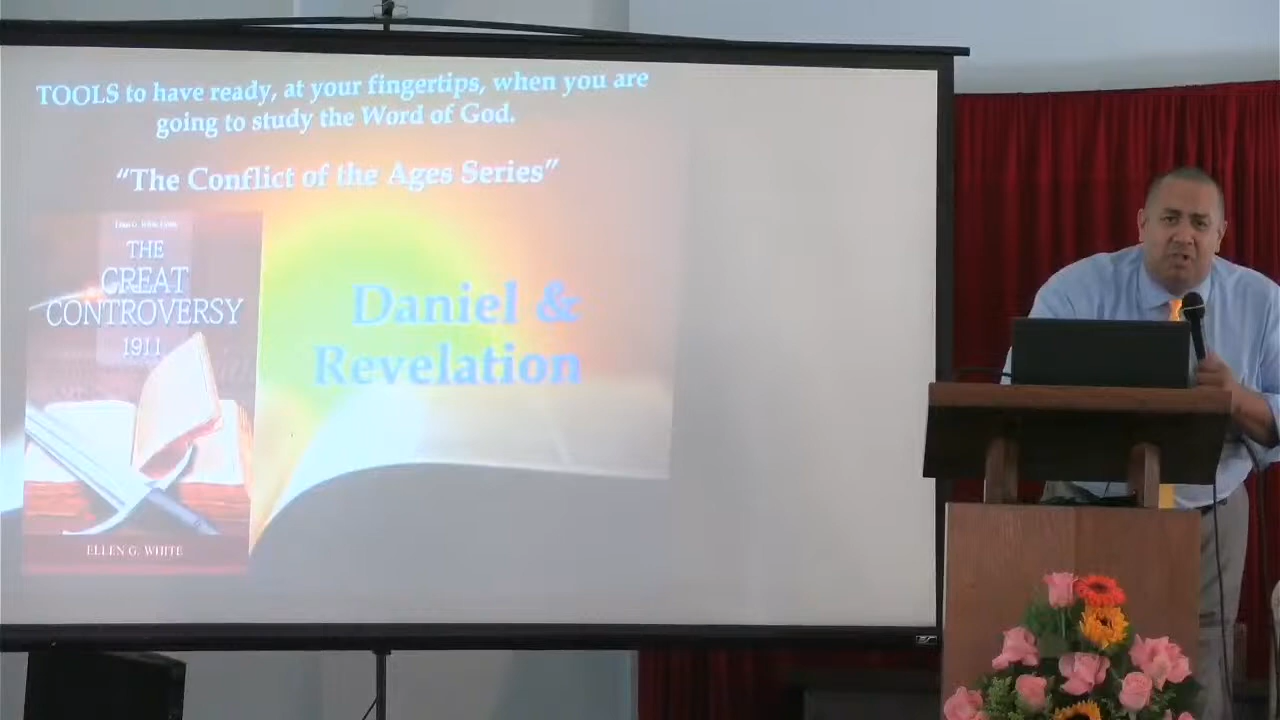 TOOLS to have ready, at your fingertips, when you are
going to study the Word of God.
“The Conflict of the Ages Series”
THE
GREAT
CONTROVERSY
1911
ELLEN G. WHITE
Daniel &
Revelation